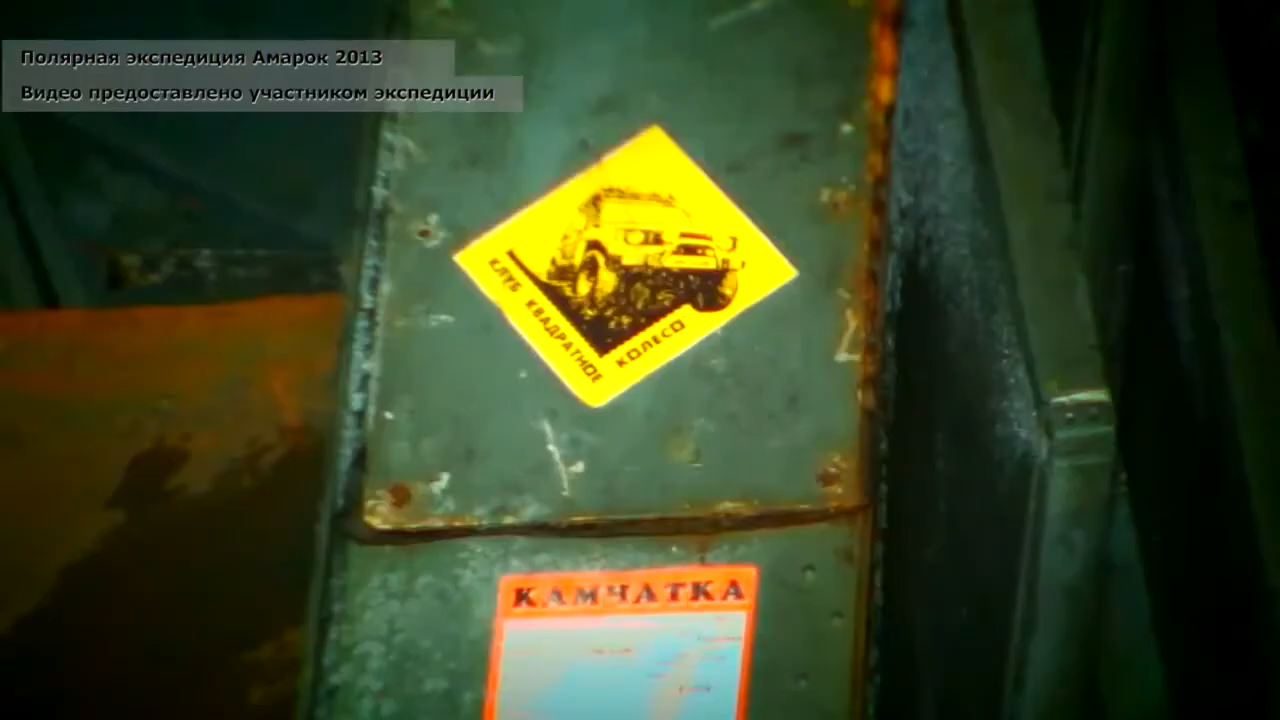 Полярная экспедиция Амарок 2013
Видео предоставлено участником экспедиции
КЛУБ КВАДРАТНОЕ КОЛЕСО
КАМЧАТКА